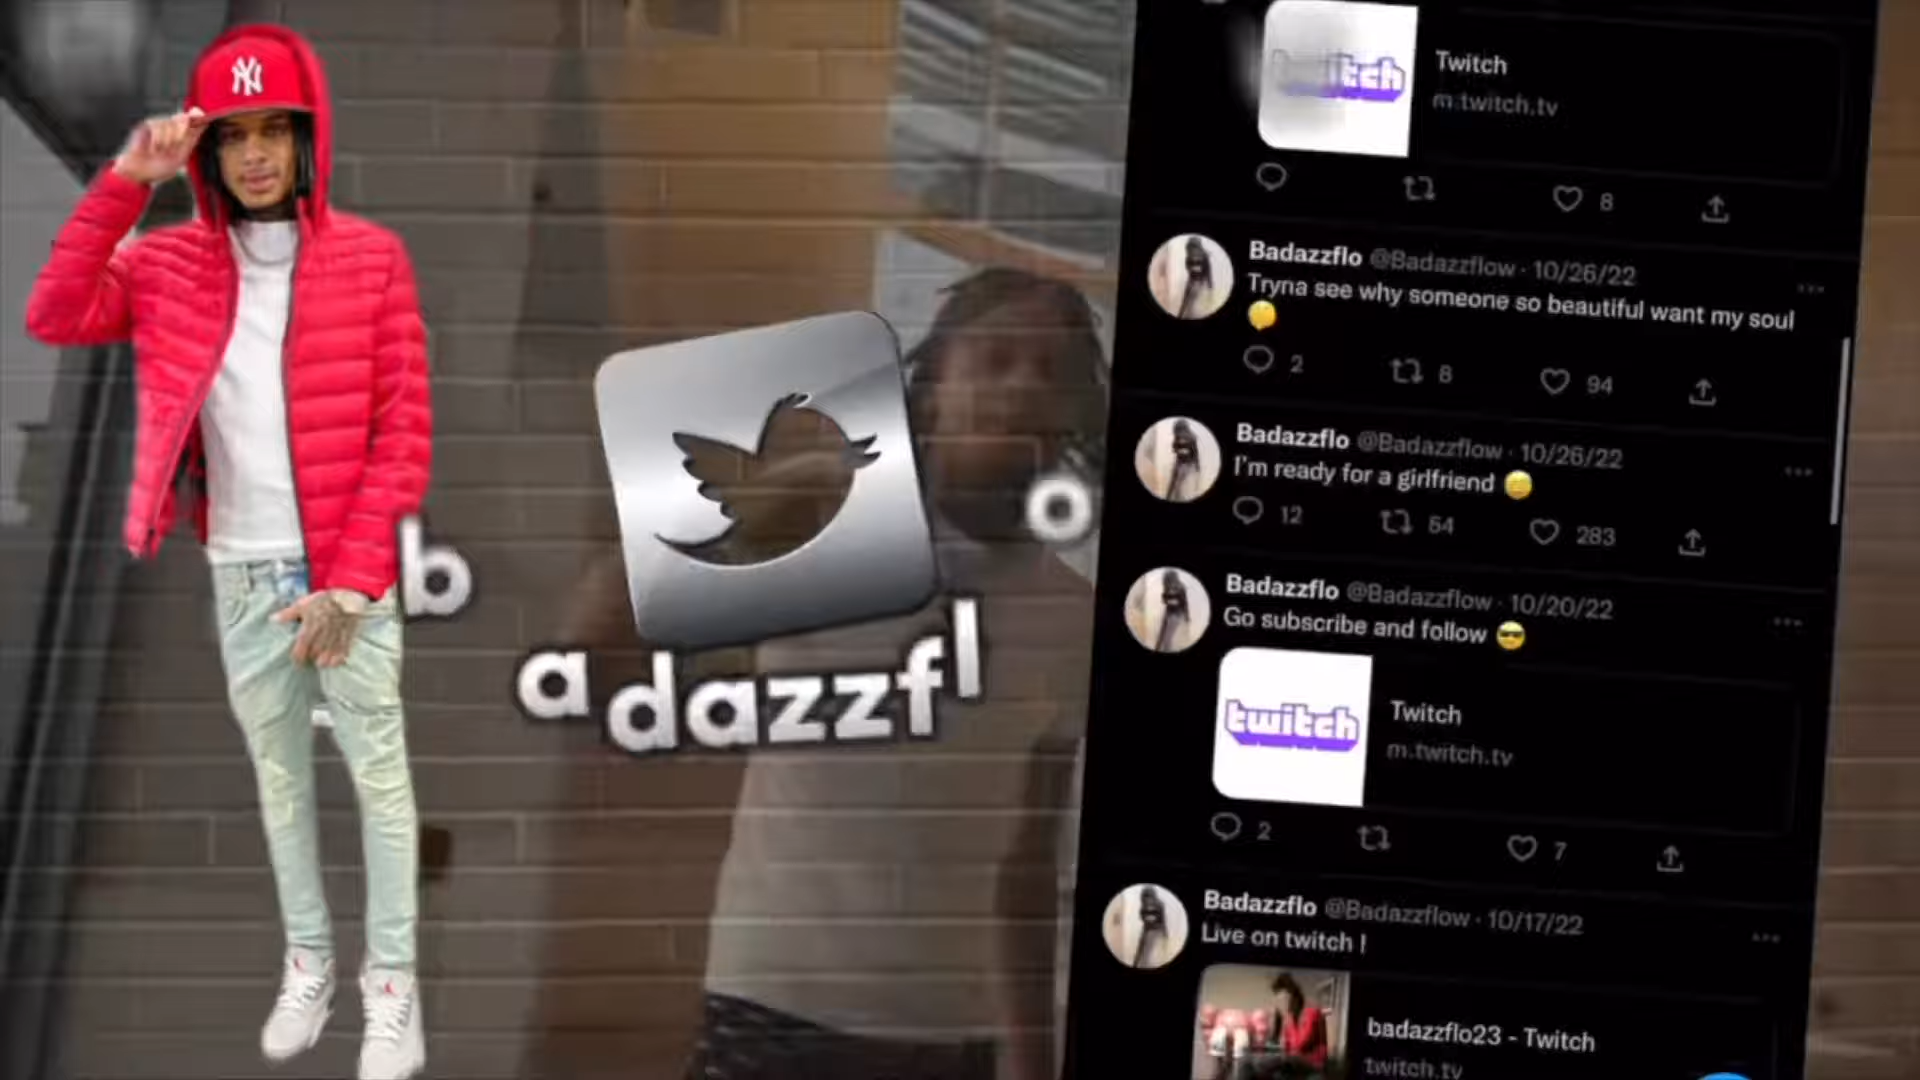 NY
badazzflo
twitch
Twitch
m.twitch.tv
8
Badazzflo @Badazzflow · 10/26/22
Tryna see why someone so beautiful want my soul
2 8 94
Badazzflo @Badazzflow · 10/26/22
I'm ready for a girlfriend
12 54 283
Badazzflo @Badazzflow · 10/20/22
Go subscribe and follow 😎
twitch
Twitch
m.twitch.tv
2 7
Badazzflo @Badazzflow · 10/17/22
Live on twitch !
badazzflo23 - Twitch
twitch.tv